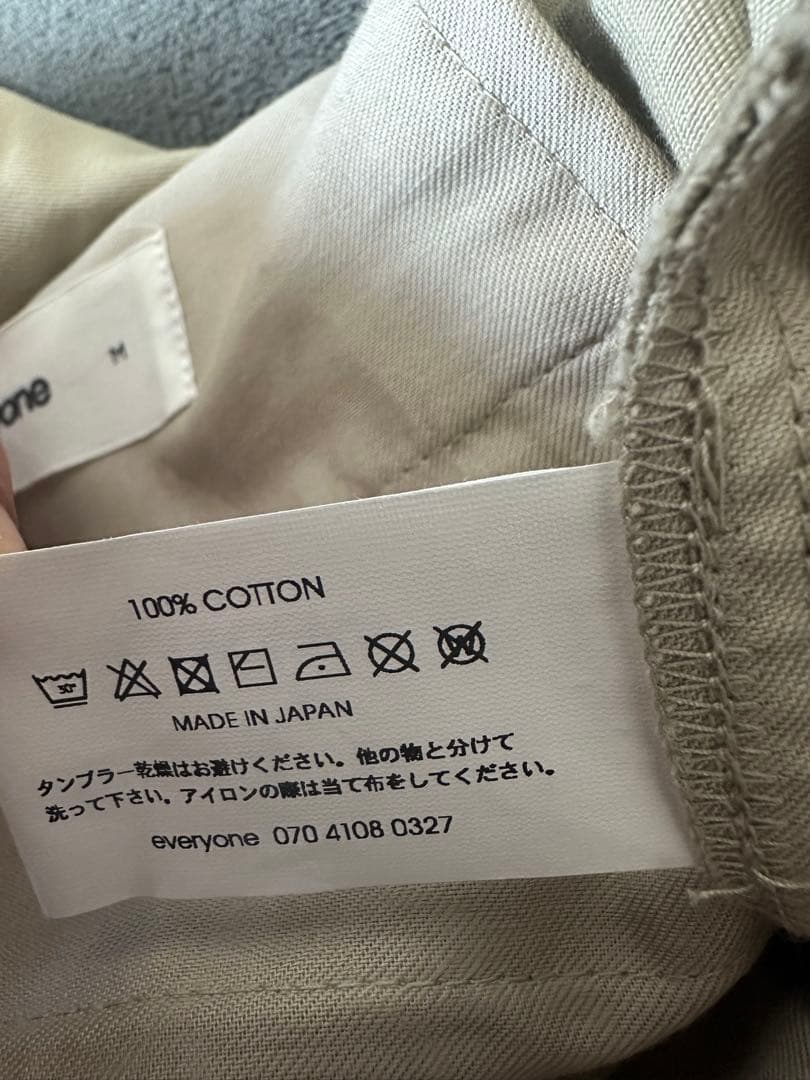 one
M
100% COTTON
30°
W
MADE IN JAPAN
タンブラー乾燥はお避けください。他の物と分けて
洗って下さい。アイロンの際は当て布をしてください。
everyone 070 4108 0327